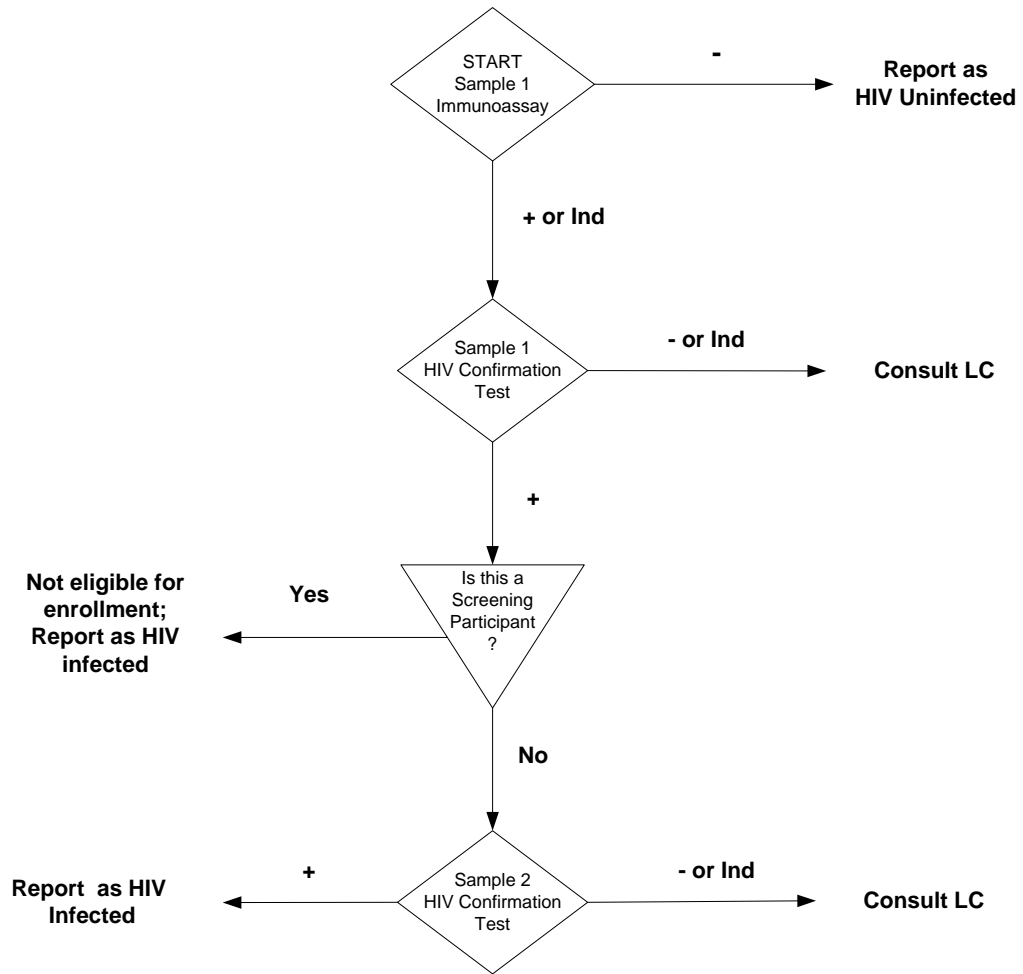 START
Sample 1
Immunoassay
-
Report as
HIV Uninfected
+ or Ind
Sample 1
HIV Confirmation
Test
- or Ind
Consult LC
+
Is this a
Screening
Participant
?
Yes
Not eligible for
enrollment;
Report as HIV
infected
No
Sample 2
HIV Confirmation
Test
+
Report as HIV
Infected
- or Ind
Consult LC